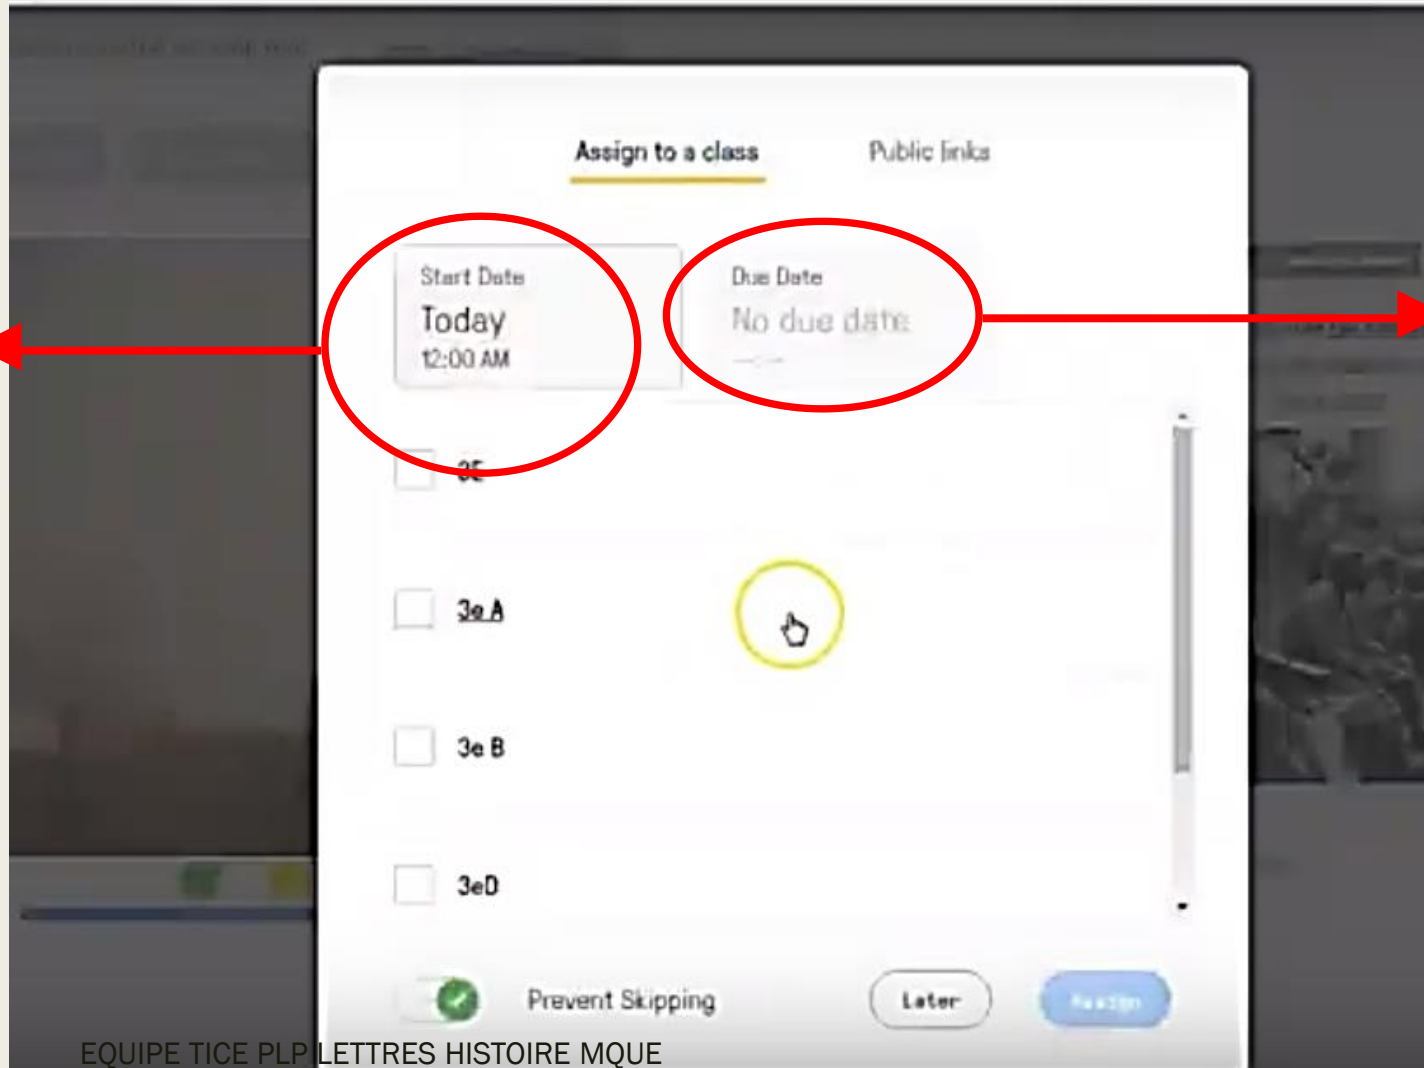 Assign to a class
Public links
Start Date
Due Date
Today
No due date
12:00 AM
3E
3e A
3e B
3eD
Prevent Skipping
Later
Assign
EQUIPE TICE PLP LETTRES HISTOIRE MQUE